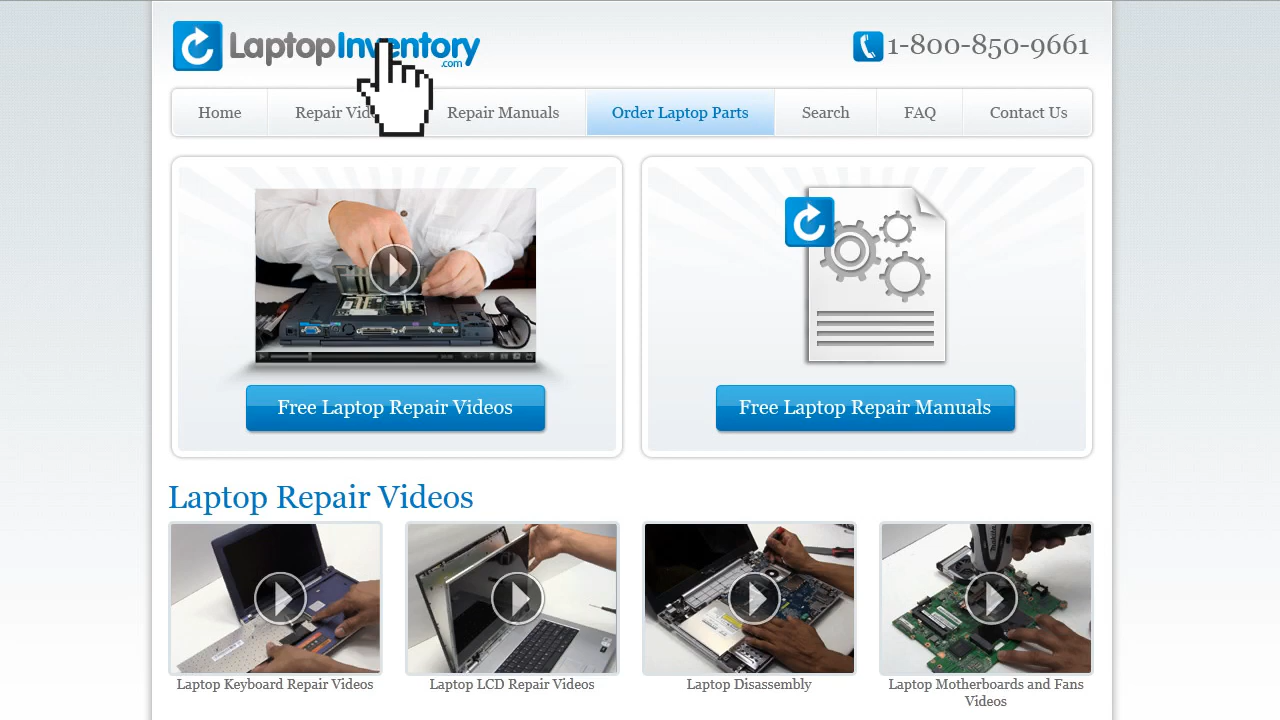 LaptopInventory
.com
1-800-850-9661
Home
Repair
Repair Manuals
Order Laptop Parts
Search
FAQ
Contact Us
Free Laptop Repair Videos
Free Laptop Repair Manuals
Laptop Repair Videos
Laptop Keyboard Repair Videos
Laptop LCD Repair Videos
Laptop Disassembly
Laptop Motherboards and Fans
Videos